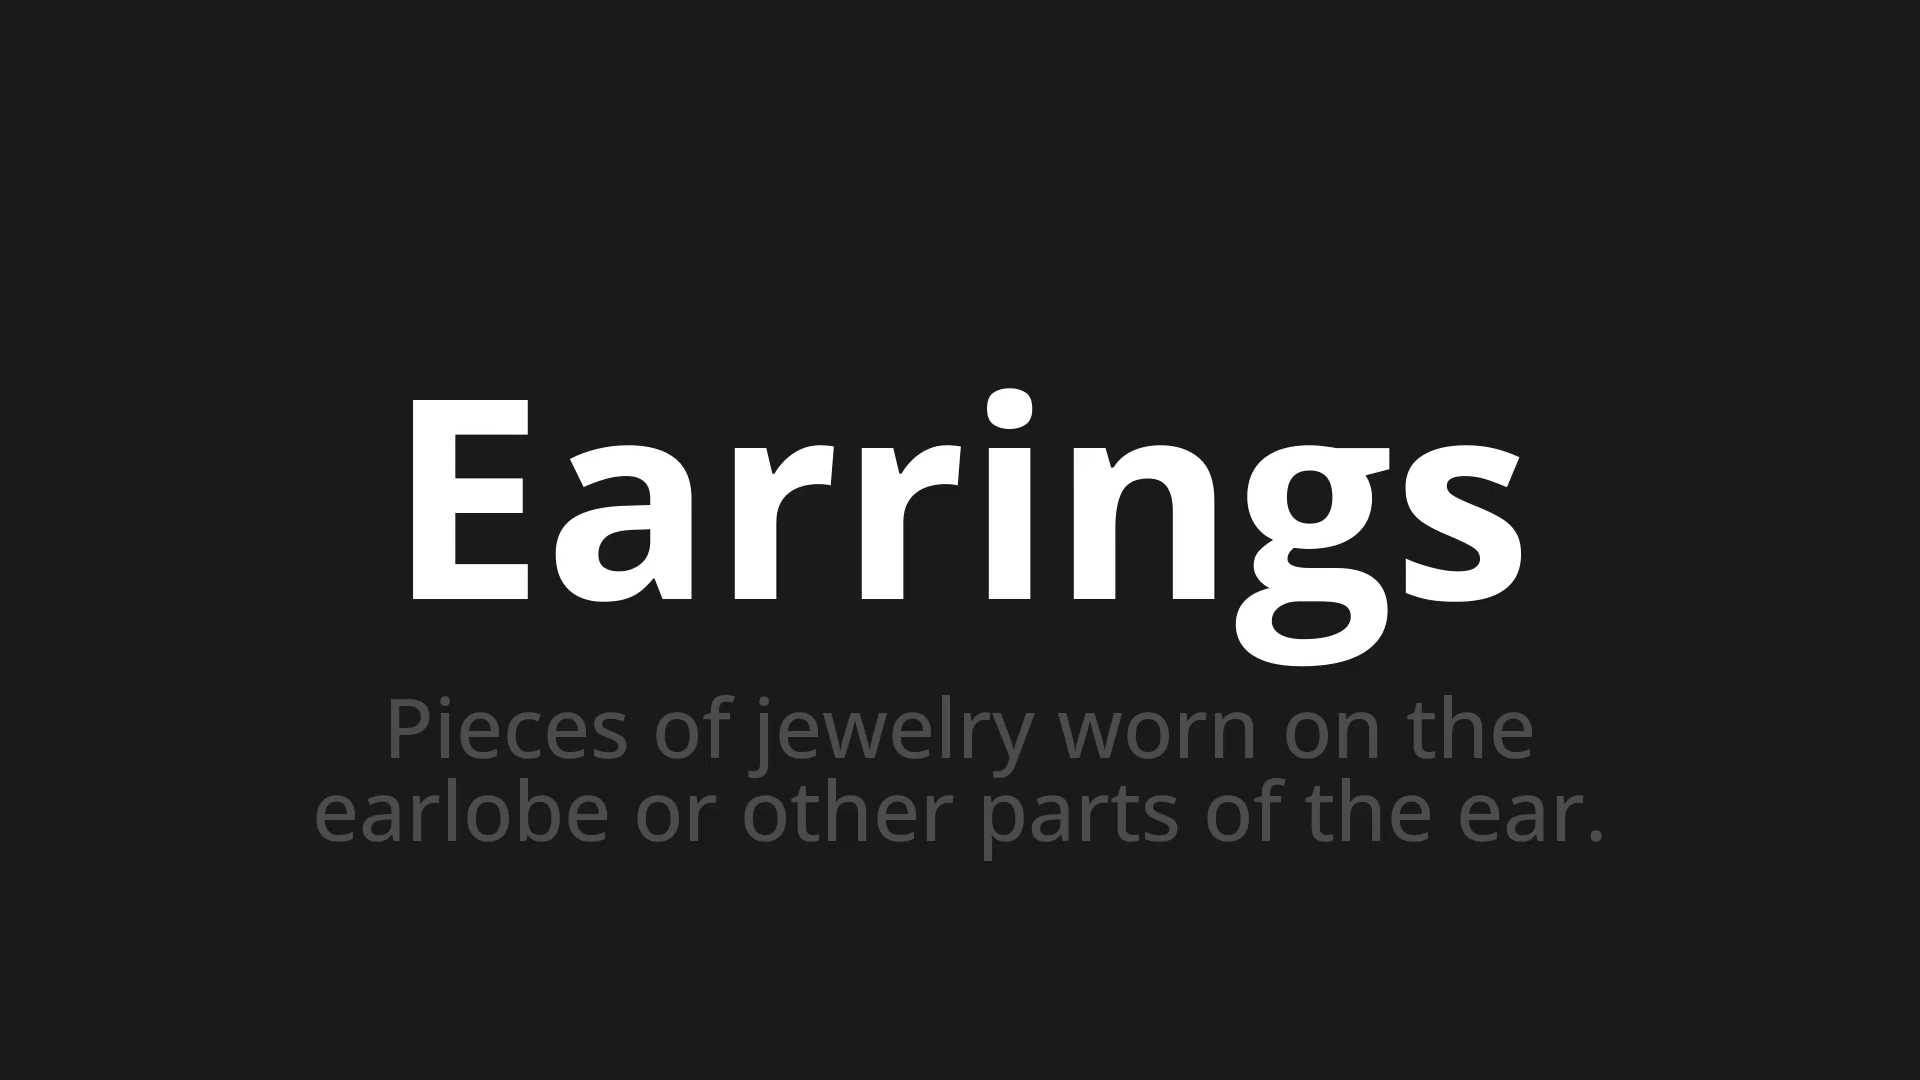 Earrings
Pieces of jewelry worn on the
earlobe or other parts of the ear.